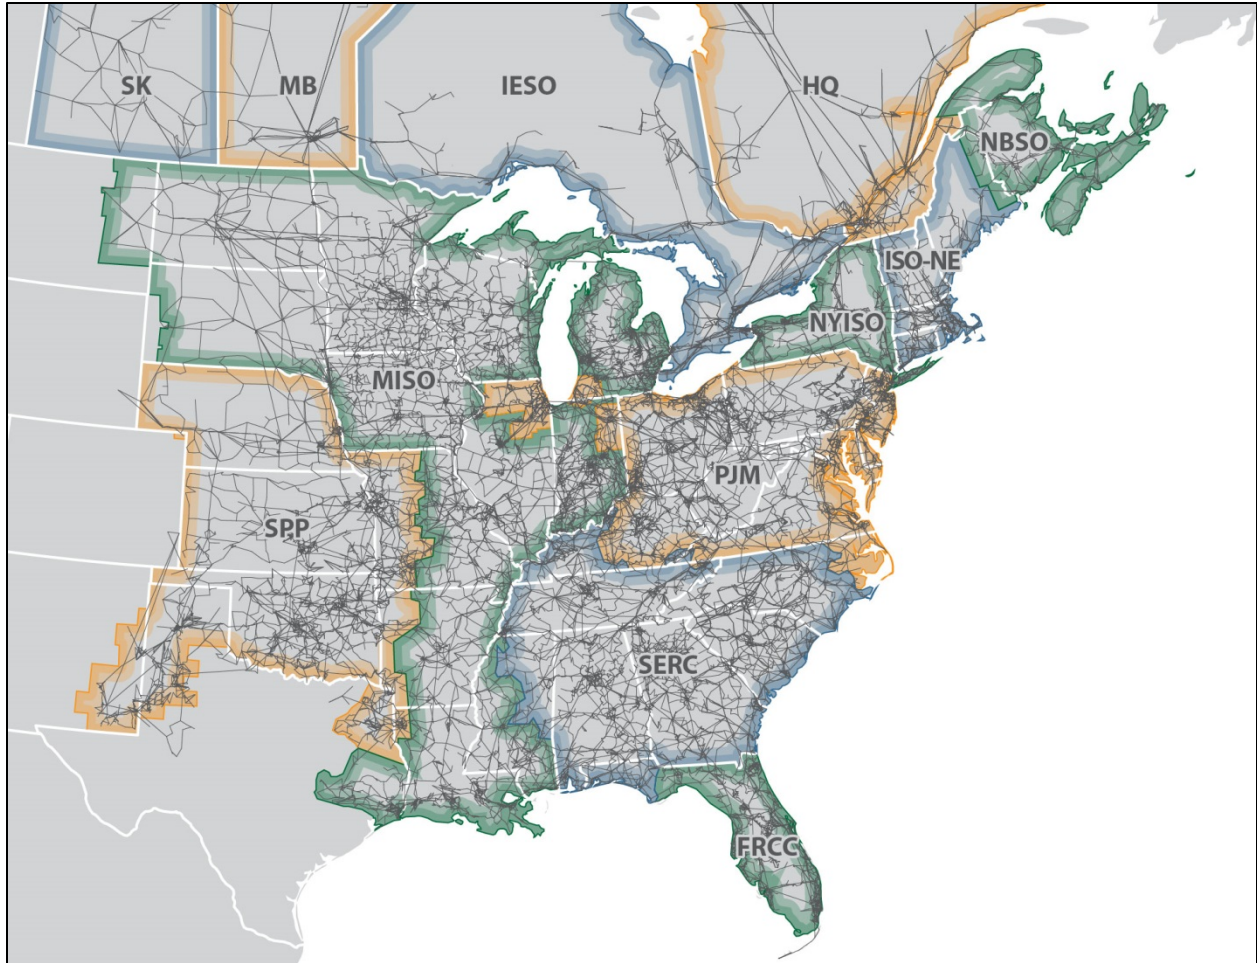 SK
MB
IESO
HQ
NBSO
ISO-NE
NYISO
MISO
PJM
SPP
SERC
FRCC